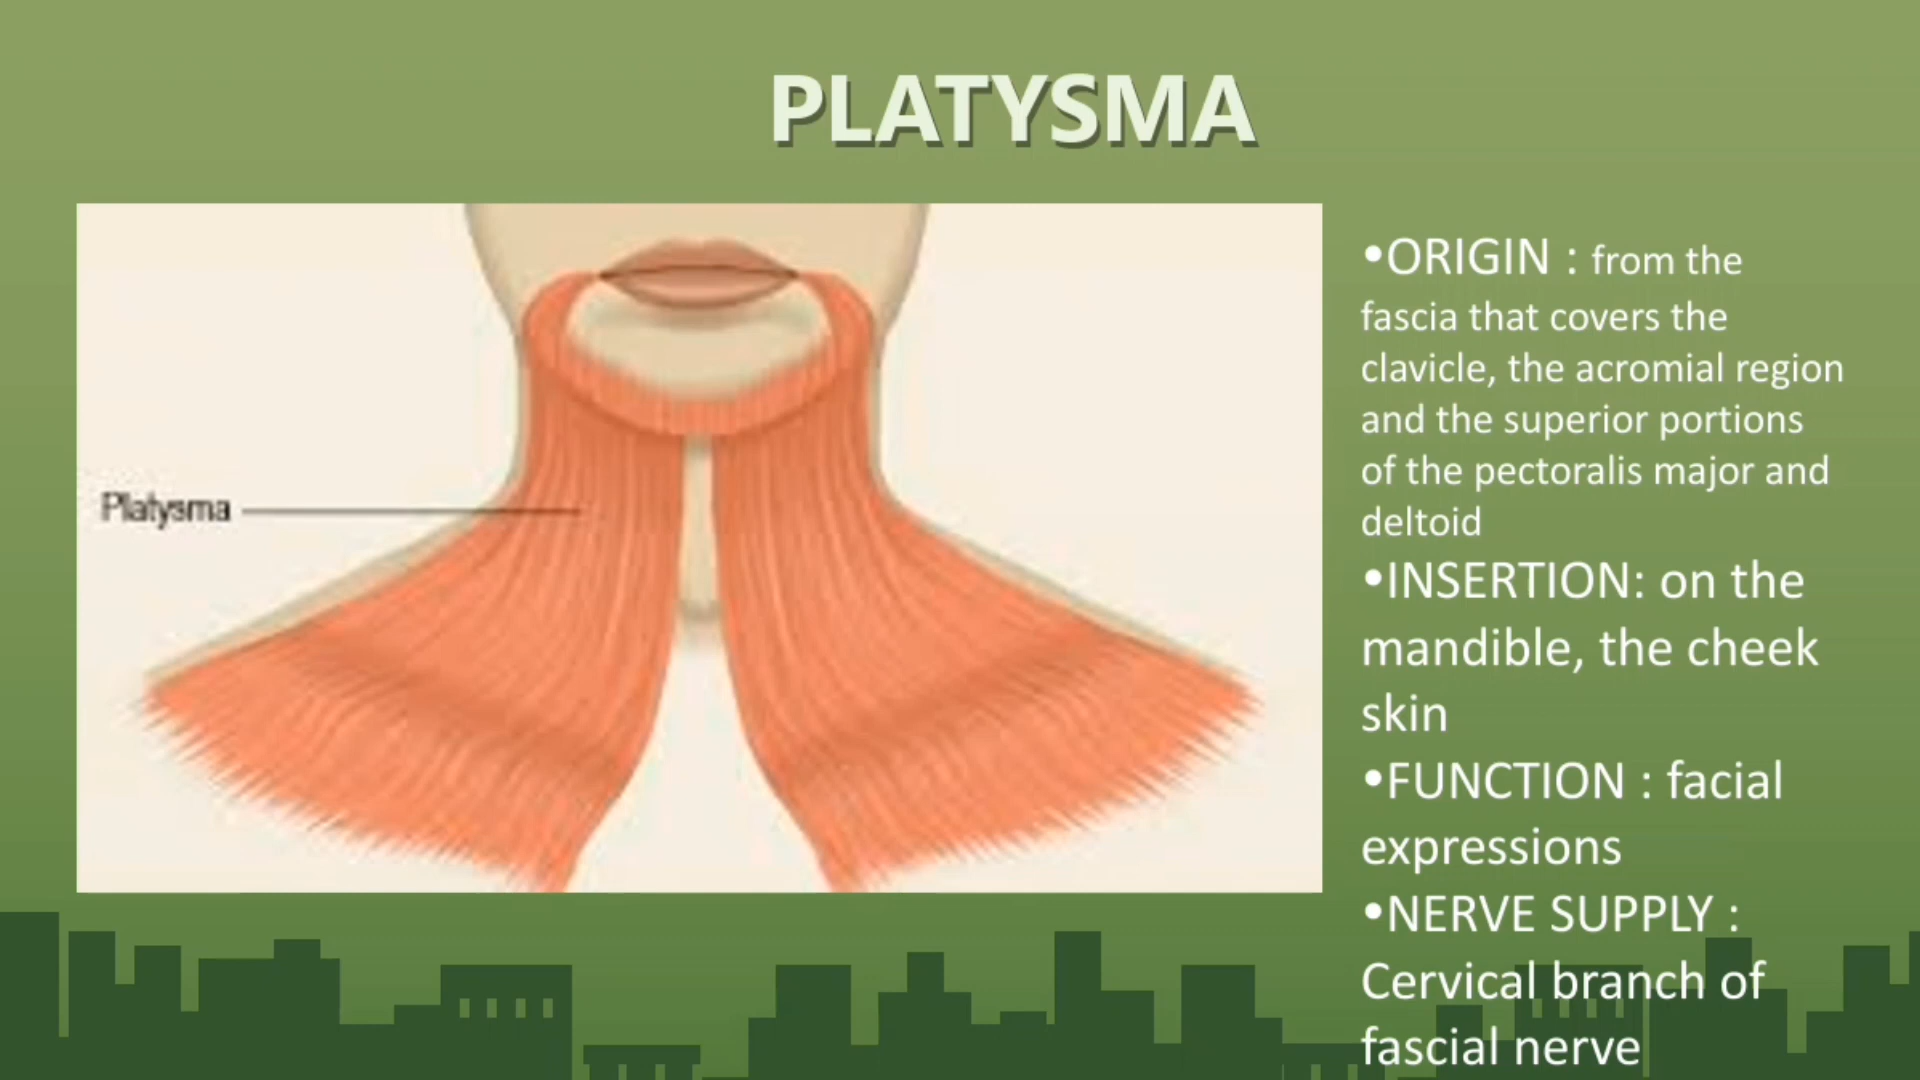 PLATYSMA
Platysma
•ORIGIN : from the
fascia that covers the
clavicle, the acromial region
and the superior portions
of the pectoralis major and
deltoid
•INSERTION: on the
mandible, the cheek
skin
•FUNCTION : facial
expressions
•NERVE SUPPLY :
Cervical branch of
fascial nerve